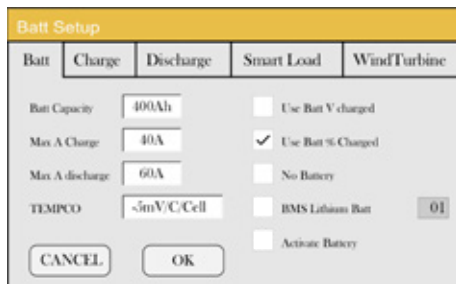 Batt Setup
Batt Charge Discharge Smart Load WindTurbine
Batt Capacity 400Ah Use Batt V charged
Max A Charge 40A Use Batt % Charged
Max A discharge 60A No Battery
TEMPCO -5mV/C/Cell BMS Lithium Batt 01
Activate Battery
CANCEL OK